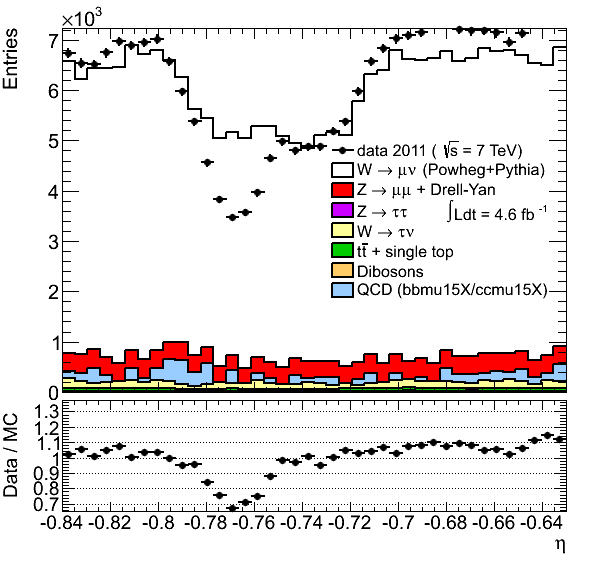 ×10³
Entries
7
6
5
4
3
2
1
0
data 2011 ( √s = 7 TeV)
W → μν (Powheg+Pythia)
Z → μμ + Drell-Yan
Z → ττ
∫Ldt = 4.6 fb⁻¹
W → τν
tt̄ + single top
Dibosons
QCD (bbmu15X/ccmu15X)
Data / MC
1.3
1.2
1.1
1
0.9
0.8
0.7
-0.84 -0.82 -0.8 -0.78 -0.76 -0.74 -0.72 -0.7 -0.68 -0.66 -0.64
η